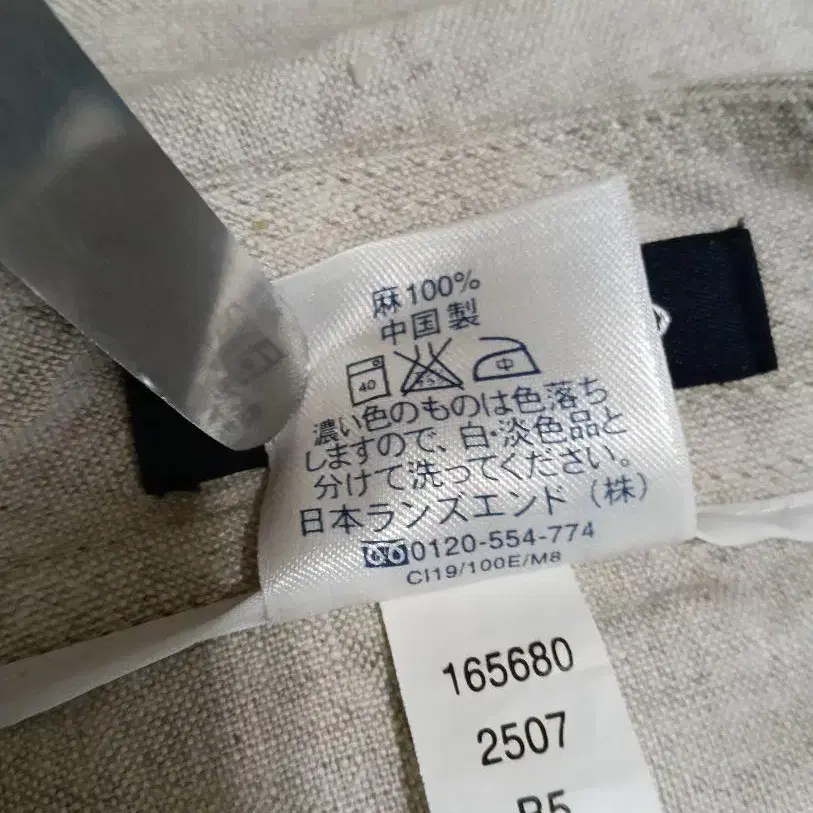 麻100%
中国製
40 中
濃い色のものは色落ち
しますので、白・淡色品と
分けて洗ってください。
日本ランズエンド（株）
0120-554-774
CI19/100E/M8
165680
2507